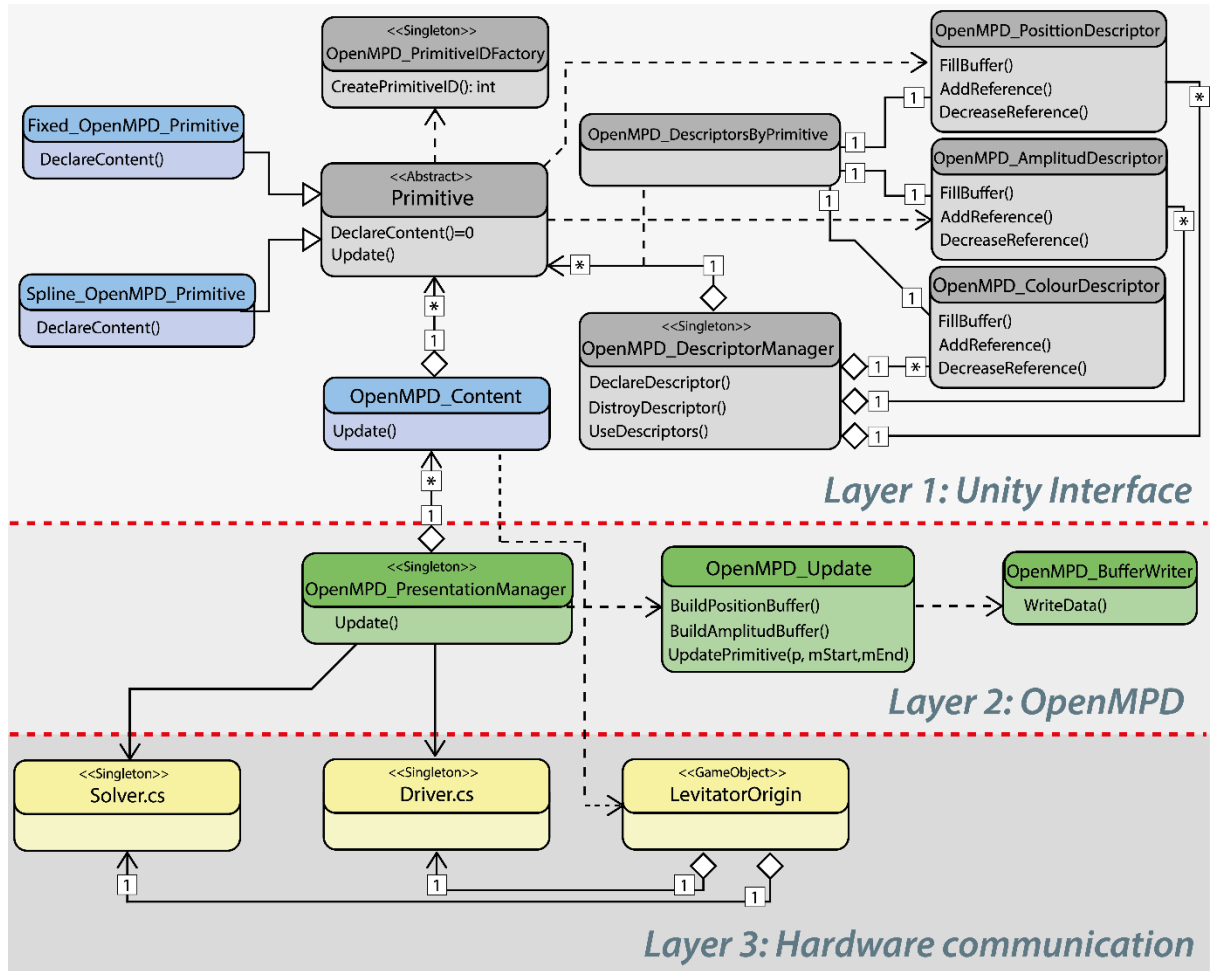 <<Singleton>>
OpenMPD_PrimitiveIDFactory
CreatePrimitiveID(): int
OpenMPD_PosittionDescriptor
FillBuffer()
AddReference()
DecreaseReference()
1
*
Fixed_OpenMPD_Primitive
DeclareContent()
OpenMPD_DescriptorsByPrimitive
1
1
1
1
OpenMPD_AmplitudDescriptor
FillBuffer()
AddReference()
DecreaseReference()
*
<<Abstract>>
Primitive
DeclareContent()=0
Update()
*
1
Spline_OpenMPD_Primitive
DeclareContent()
1
OpenMPD_ColourDescriptor
FillBuffer()
AddReference()
DecreaseReference()
*
1
<<Singleton>>
OpenMPD_DescriptorManager
DeclareDescriptor()
DistroyDescriptor()
UseDescriptors()
1
*
1
1
OpenMPD_Content
Update()
*
1
Layer 1: Unity Interface
<<Singleton>>
OpenMPD_PresentationManager
Update()
OpenMPD_Update
BuildPositionBuffer()
BuildAmplitudBuffer()
UpdatePrimitive(p, mStart,mEnd)
OpenMPD_BufferWriter
WriteData()
Layer 2: OpenMPD
<<Singleton>>
Solver.cs
<<Singleton>>
Driver.cs
<<GameObject>>
LevitatorOrigin
1
1
1
1
Layer 3: Hardware communication